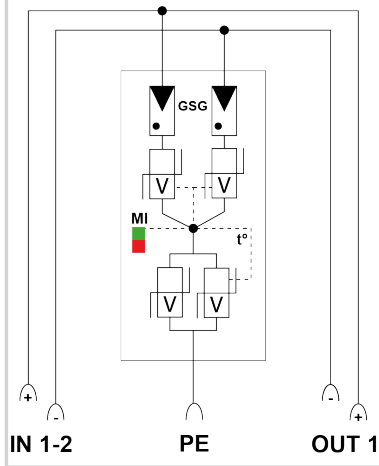 GSG
V V
MI
t°
V V
+ - - +
IN 1-2 PE OUT 1